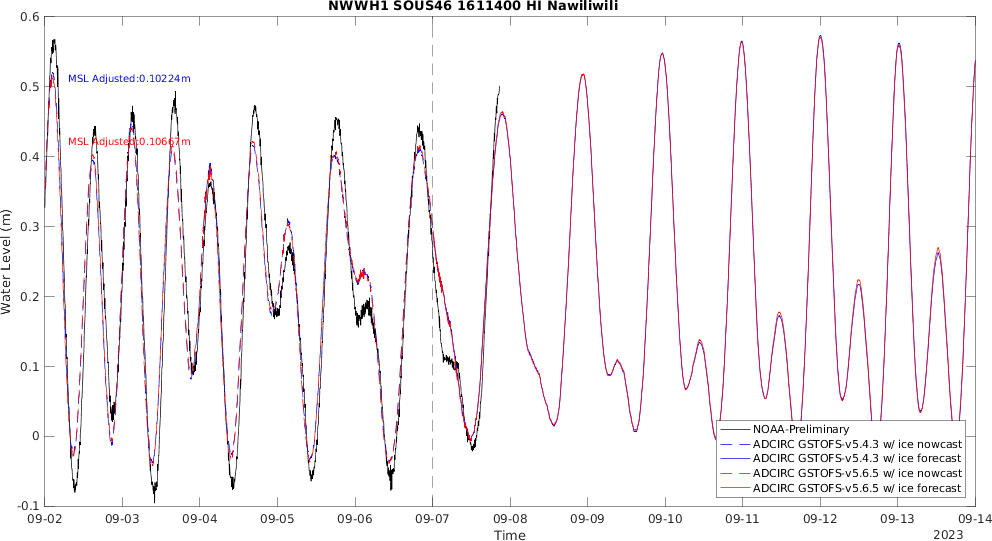 NWWH1 SOUS46 1611400 HI Nawiliwili
0.6
0.5
0.4
0.3
0.2
0.1
0
-0.1
Water Level (m)
MSL Adjusted:0.10224m
MSL Adjusted:0.10667m
NOAA-Preliminary
ADCIRC GSTOFS-v5.4.3 w/ ice nowcast
ADCIRC GSTOFS-v5.4.3 w/ ice forecast
ADCIRC GSTOFS-v5.6.5 w/ ice nowcast
ADCIRC GSTOFS-v5.6.5 w/ ice forecast
09-02 09-03 09-04 09-05 09-06 09-07 09-08 09-09 09-10 09-11 09-12 09-13 09-14
Time
2023